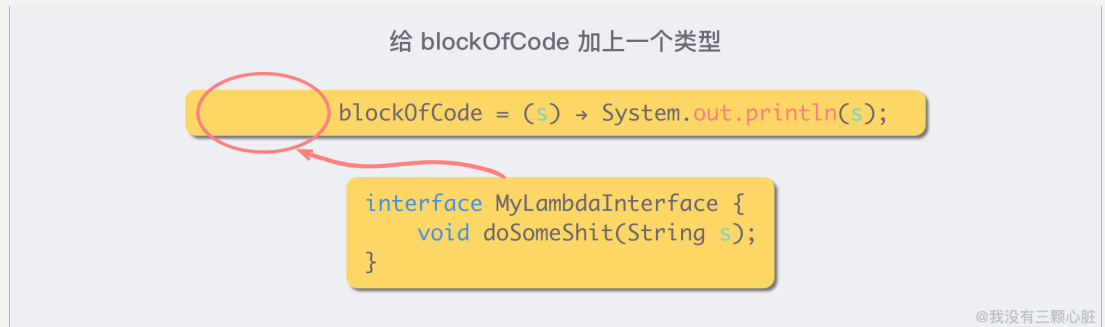 给 blockOfCode 加上一个类型
blockOfCode = (s) → System.out.println(s);
interface MyLambdaInterface {
    void doSomeShit(String s);
}
@我没有三颗心脏